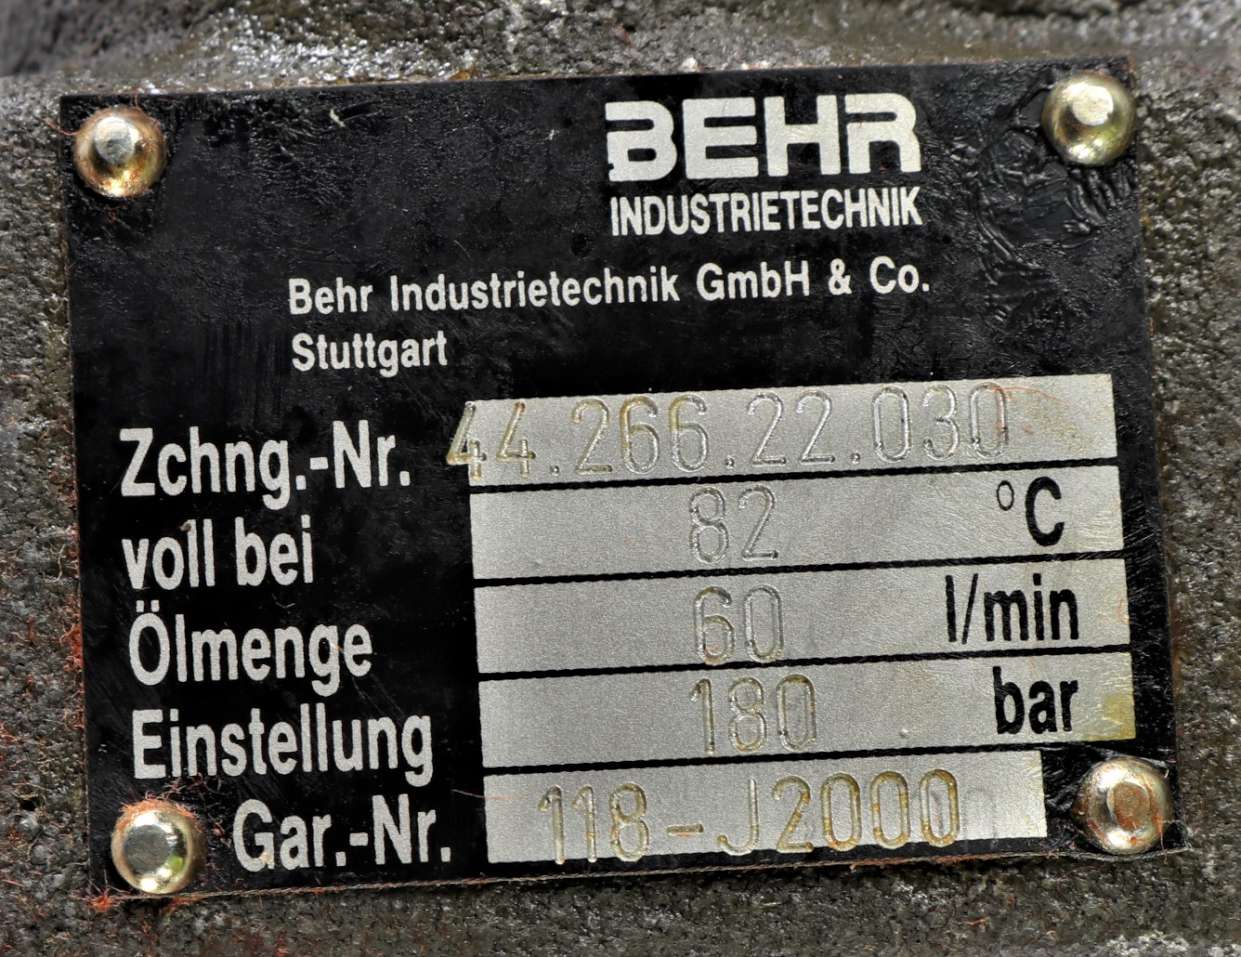 BEHR
INDUSTRIETECHNIK
Behr Industrietechnik GmbH & Co.
Stuttgart
Zchng.-Nr. 44.266.22.030
voll bei 82 °C
Ölmenge 60 l/min
Einstellung 180 bar
Gar.-Nr. 118-J2000